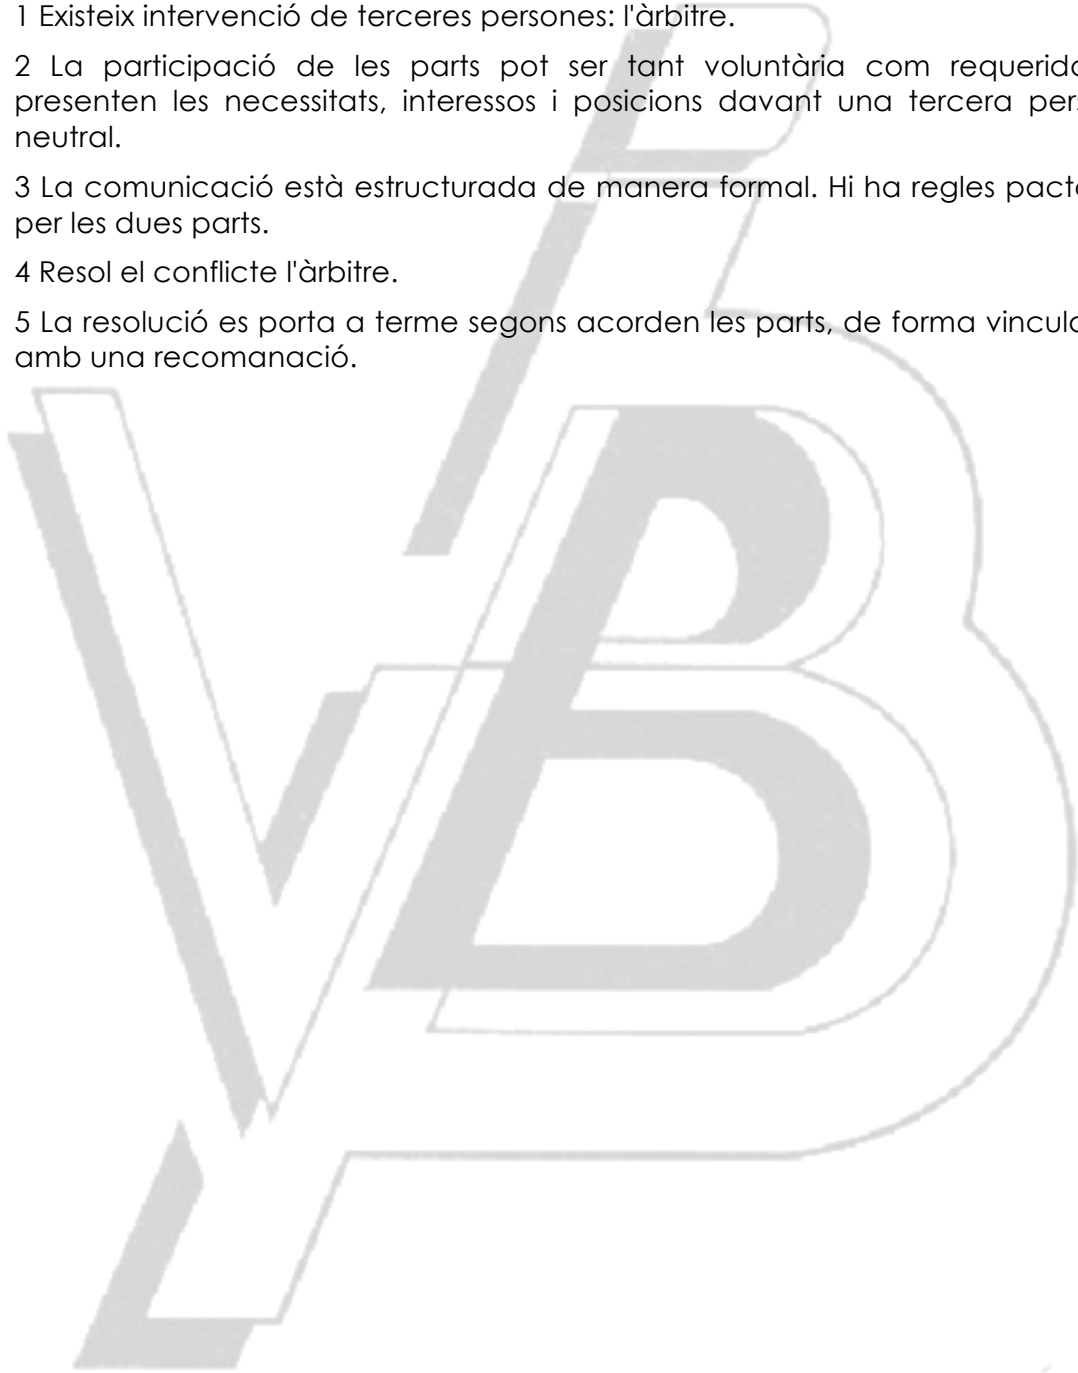 1 Existeix intervenció de terceres persones: l'àrbitre.
2 La participació de les parts pot ser tant voluntària com
presenten les necessitats, interessos i posicions davant una tercera
neutral.
3 La comunicació està estructurada de manera formal. Hi ha regles
per les dues parts.
4 Resol el conflicte l'àrbitre.
5 La resolució es porta a terme segons acorden les parts, de forma
amb una recomanació.